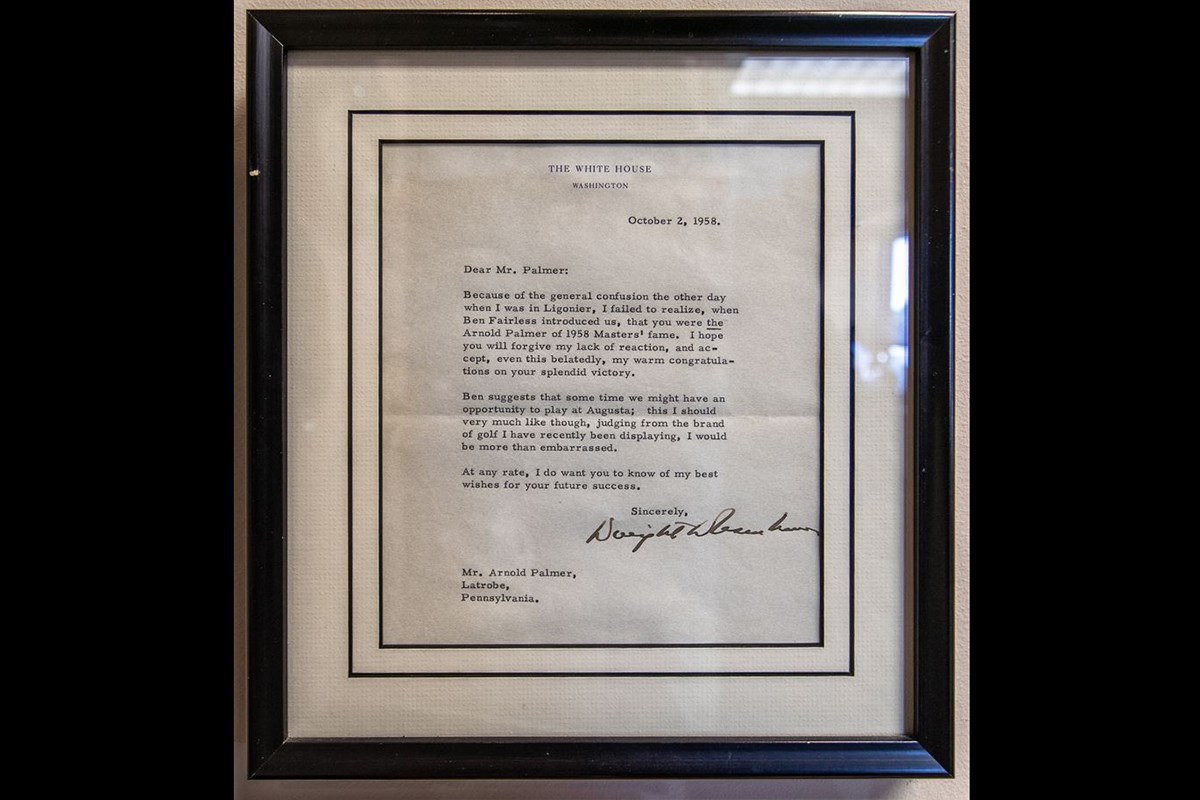 THE WHITE HOUSE
WASHINGTON
October 2, 1958.
Dear Mr. Palmer:
Because of the general confusion the other day
when I was in Ligonier, I failed to realize, when
Ben Fairless introduced us, that you were the
Arnold Palmer of 1958 Masters' fame.  I hope
you will forgive my lack of reaction, and ac-
cept, even this belatedly, my warm congratula-
tions on your splendid victory.
Ben suggests that some time we might have an
opportunity to play at Augusta;  this I should
very much like though, judging from the brand
of golf I have recently been displaying, I would
be more than embarrassed.
At any rate, I do want you to know of my best
wishes for your future success.
Sincerely,
Dwight D Eisenhower
Mr. Arnold Palmer,
Latrobe,
Pennsylvania.